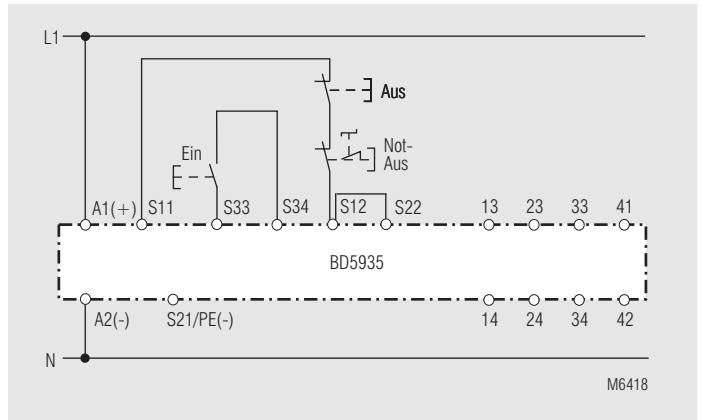 L1
Aus
Not-
Aus
Ein
A1(+) S11 S33 S34 S12 S22 13 23 33 41
BD5935
A2(-) S21/PE(-) 14 24 34 42
N
M6418